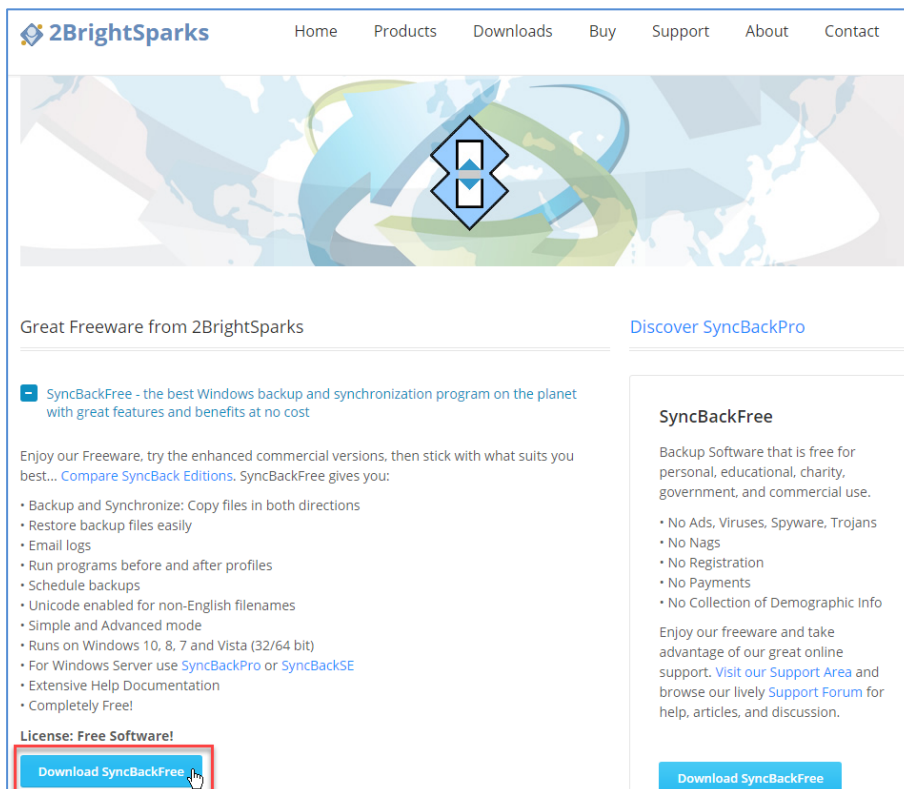 2BrightSparks
Home Products Downloads Buy Support About Contact
Great Freeware from 2BrightSparks
SyncBackFree - the best Windows backup and synchronization program on the planet
with great features and benefits at no cost
Enjoy our Freeware, try the enhanced commercial versions, then stick with what suits you
best... Compare SyncBack Editions. SyncBackFree gives you:
• Backup and Synchronize: Copy files in both directions
• Restore backup files easily
• Email logs
• Run programs before and after profiles
• Schedule backups
• Unicode enabled for non-English filenames
• Simple and Advanced mode
• Runs on Windows 10, 8, 7 and Vista (32/64 bit)
• For Windows Server use SyncBackPro or SyncBackSE
• Extensive Help Documentation
• Completely Free!
License: Free Software!
Download SyncBackFree
Discover SyncBackPro
SyncBackFree
Backup Software that is free for
personal, educational, charity,
government, and commercial use.
• No Ads, Viruses, Spyware, Trojans
• No Nags
• No Registration
• No Payments
• No Collection of Demographic Info
Enjoy our freeware and take
advantage of our great online
support. Visit our Support Area and
browse our lively Support Forum for
help, articles, and discussion.
Download SyncBackFree